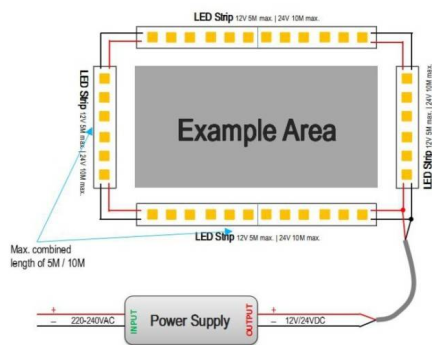 LED Strip 12V 5M max. | 24V 10M max.
LED Strip 12V 5M max. | 24V 10M max.
Example Area
LED Strip 12V 5M max. | 24V 10M max.
LED Strip 12V 5M max. | 24V 10M max.
Max. combined
length of 5M / 10M
+ 220-240VAC –
INPUT
Power Supply
OUTPUT
+ 12V/24VDC –